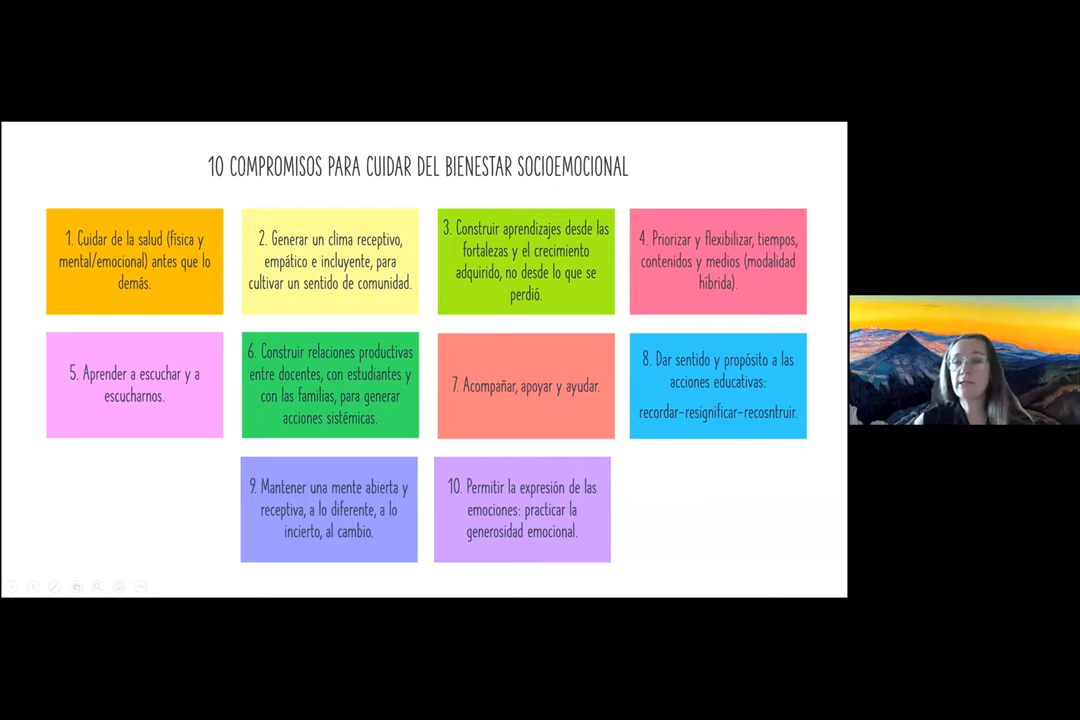 10 COMPROMISOS PARA CUIDAR DEL BIENESTAR SOCIOEMOCIONAL
1. Cuidar de la salud (física y
mental/emocional) antes que lo
demás.
2. Generar un clima receptivo,
empático e incluyente, para
cultivar un sentido de comunidad.
3. Construir aprendizajes desde las
fortalezas y el crecimiento
adquirido, no desde lo que se
perdió.
4. Priorizar y flexibilizar, tiempos,
contenidos y medios (modalidad
híbrida).
5. Aprender a escuchar y a
escucharnos.
6. Construir relaciones productivas
entre docentes, con estudiantes y
con las familias, para generar
acciones sistémicas.
7. Acompañar, apoyar y ayudar.
8. Dar sentido y propósito a las
acciones educativas:
recordar-resignificar-recosntruir.
9. Mantener una mente abierta y
receptiva, a lo diferente, a lo
incierto, al cambio.
10. Permitir la expresión de las
emociones: practicar la
generosidad emocional.